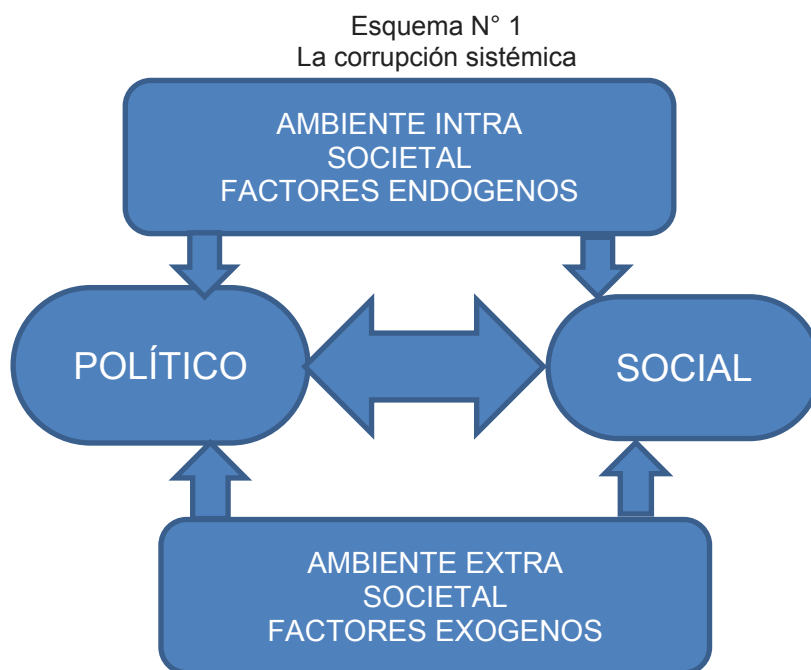 Esquema N° 1
La corrupción sistémica
AMBIENTE INTRA
SOCIETAL
FACTORES ENDOGENOS
POLÍTICO
SOCIAL
AMBIENTE EXTRA
SOCIETAL
FACTORES EXOGENOS